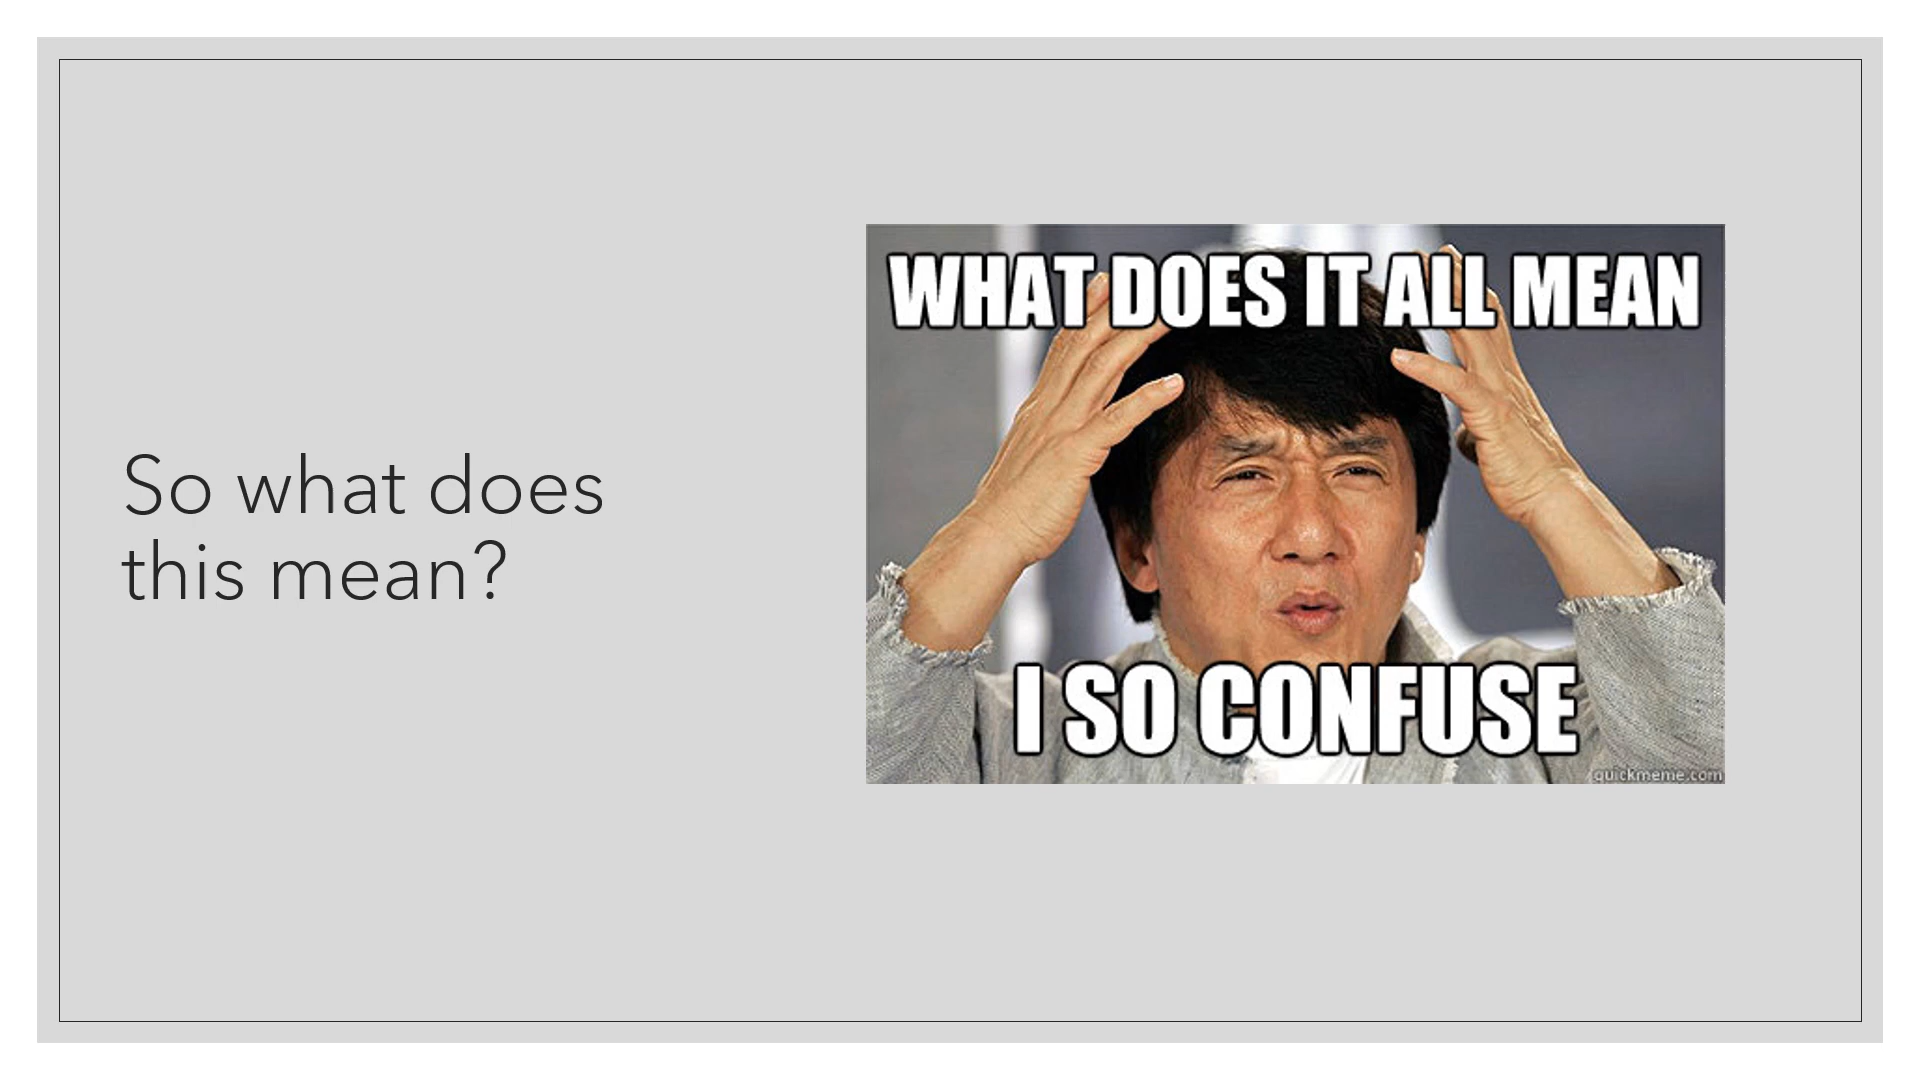 So what does
this mean?
WHAT DOES IT ALL MEAN
I SO CONFUSE
quickmeme.com